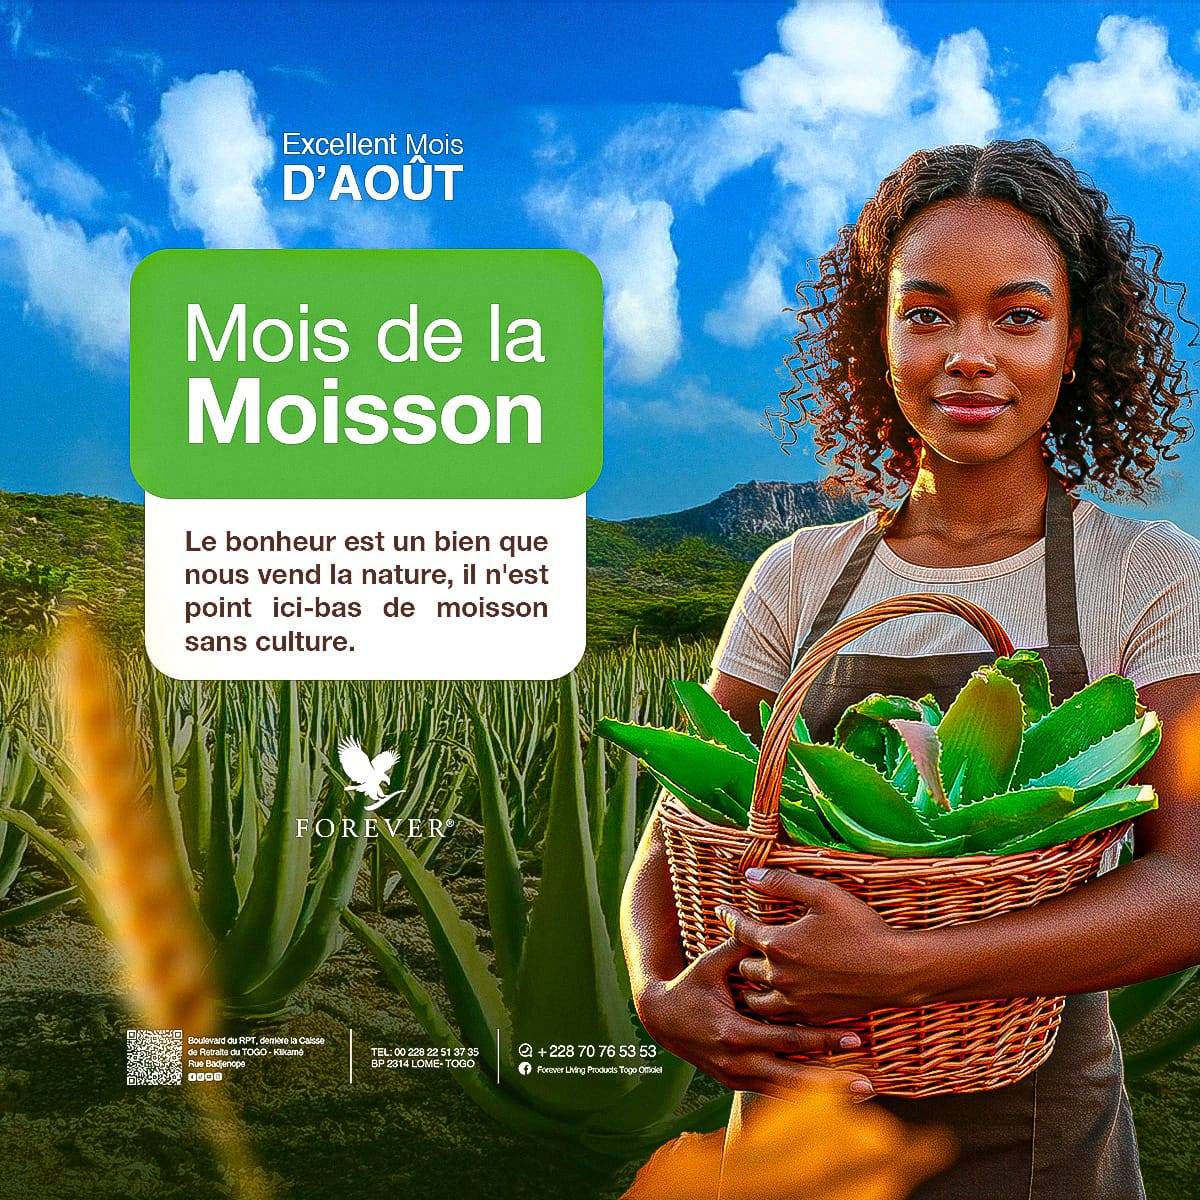 Excellent Mois
D'AOÛT
Mois de la
Moisson
Le bonheur est un bien que
nous vend la nature, il n'est
point ici-bas de moisson
sans culture.
FOREVER®
Boulevard du RPT, derrière la Caisse
de Retraite du TOGO - Klikamé
Rue Badjenope
TEL: 00 228 22 51 37 35
BP 2314 LOME- TOGO
+ 228 70 76 53 53
Forever Living Products Togo Officiel